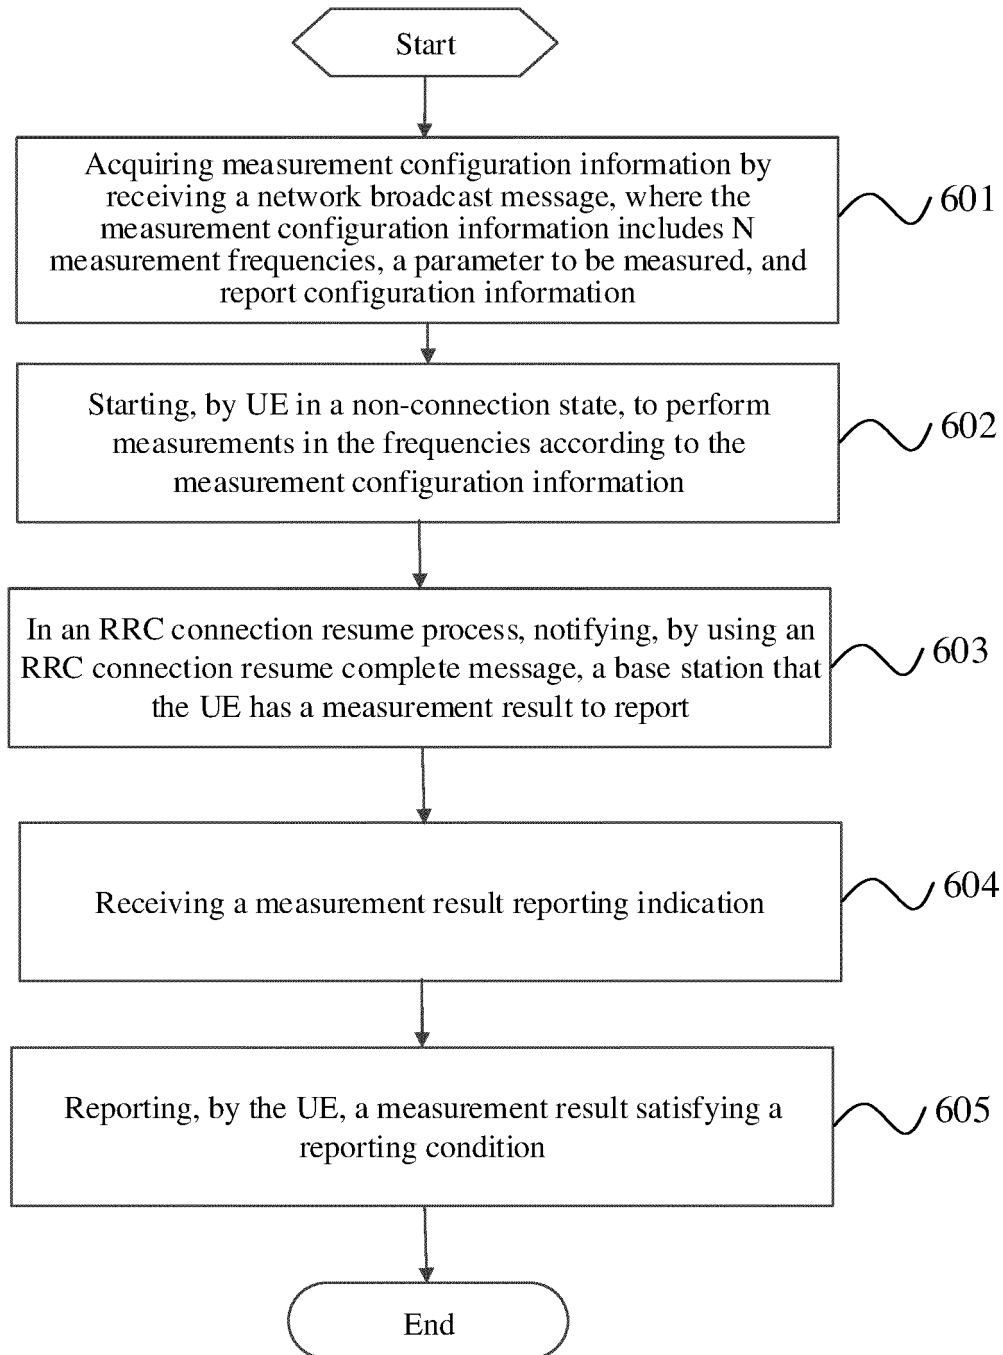 Start
Acquiring measurement configuration information by
receiving a network broadcast message, where the
measurement configuration information includes N
measurement frequencies, a parameter to be measured, and
report configuration information
601
Starting, by UE in a non-connection state, to perform
measurements in the frequencies according to the
measurement configuration information
602
In an RRC connection resume process, notifying, by using an
RRC connection resume complete message, a base station that
the UE has a measurement result to report
603
Receiving a measurement result reporting indication
604
Reporting, by the UE, a measurement result satisfying a
reporting condition
605
End